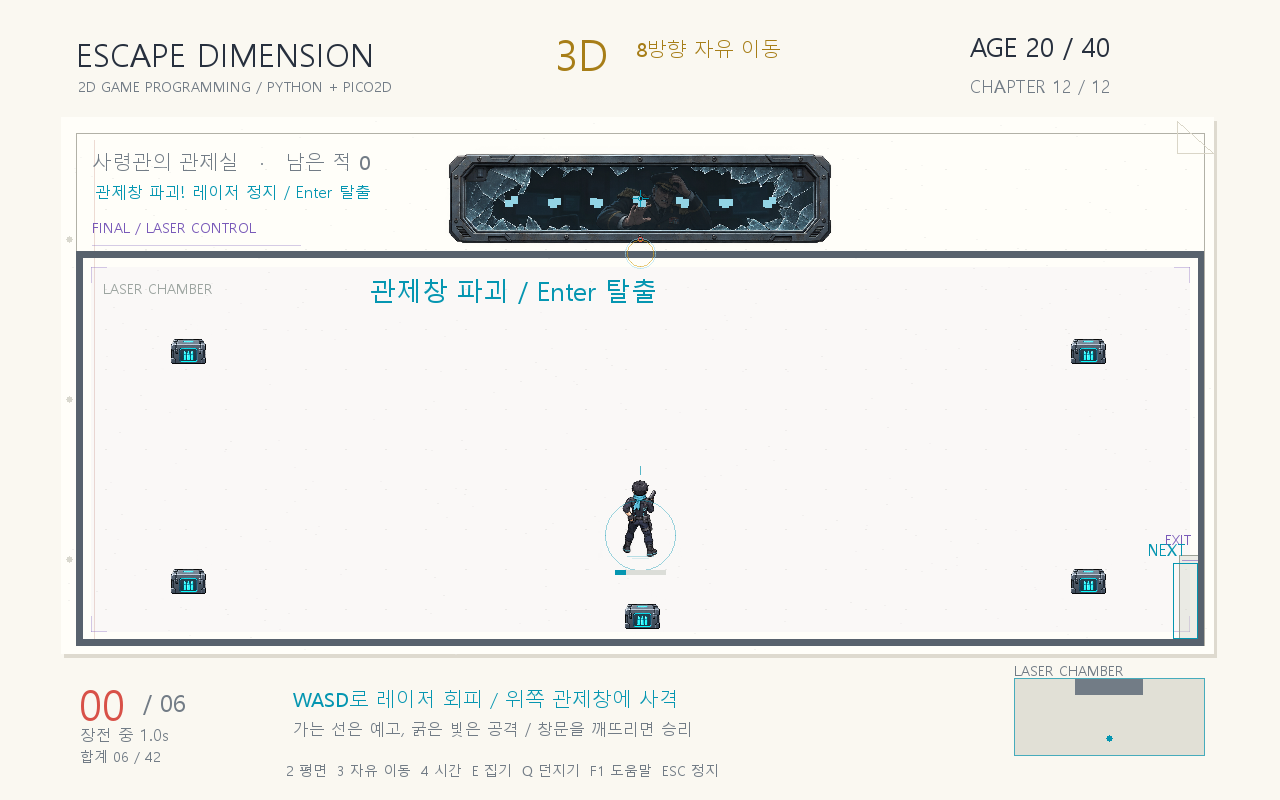 ESCAPE DIMENSION
2D GAME PROGRAMMING / PYTHON + PICO2D
3D 8방향 자유 이동
AGE 20 / 40
CHAPTER 12 / 12
사령관의 관제실 · 남은 적 0
관제창 파괴! 레이저 정지 / Enter 탈출
FINAL / LASER CONTROL
LASER CHAMBER
관제창 파괴 / Enter 탈출
EXIT
NEXT
00 / 06
장전 중 1.0s
합계 06 / 42
WASD로 레이저 회피 / 위쪽 관제창에 사격
가는 선은 예고, 굵은 빛은 공격 / 창문을 깨뜨리면 승리
2 평면 3 자유 이동 4 시간 E 집기 Q 던지기 F1 도움말 ESC 정지
LASER CHAMBER